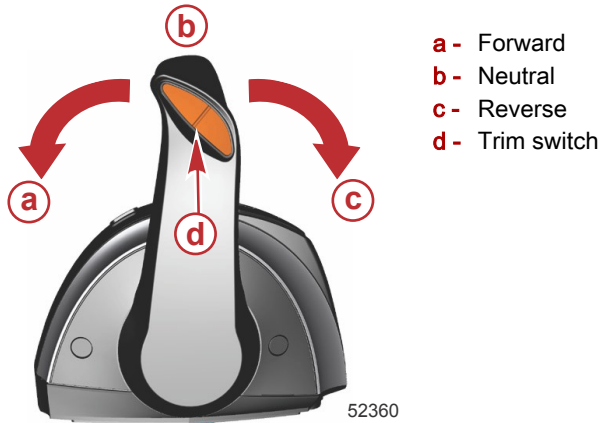 b
a
c
d
52360
a - Forward
b - Neutral
c - Reverse
d - Trim switch